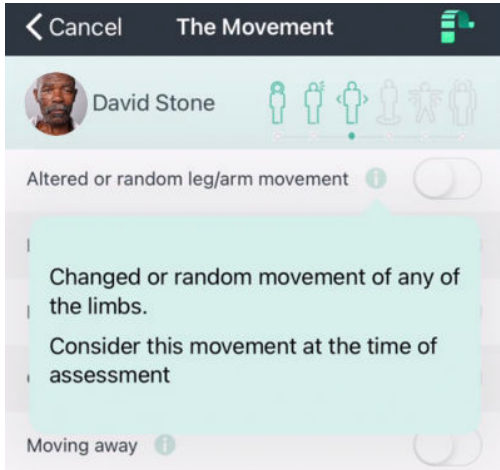 Cancel
The Movement
David Stone
Altered or random leg/arm movement
Changed or random movement of any of
the limbs.
Consider this movement at the time of
assessment
Moving away